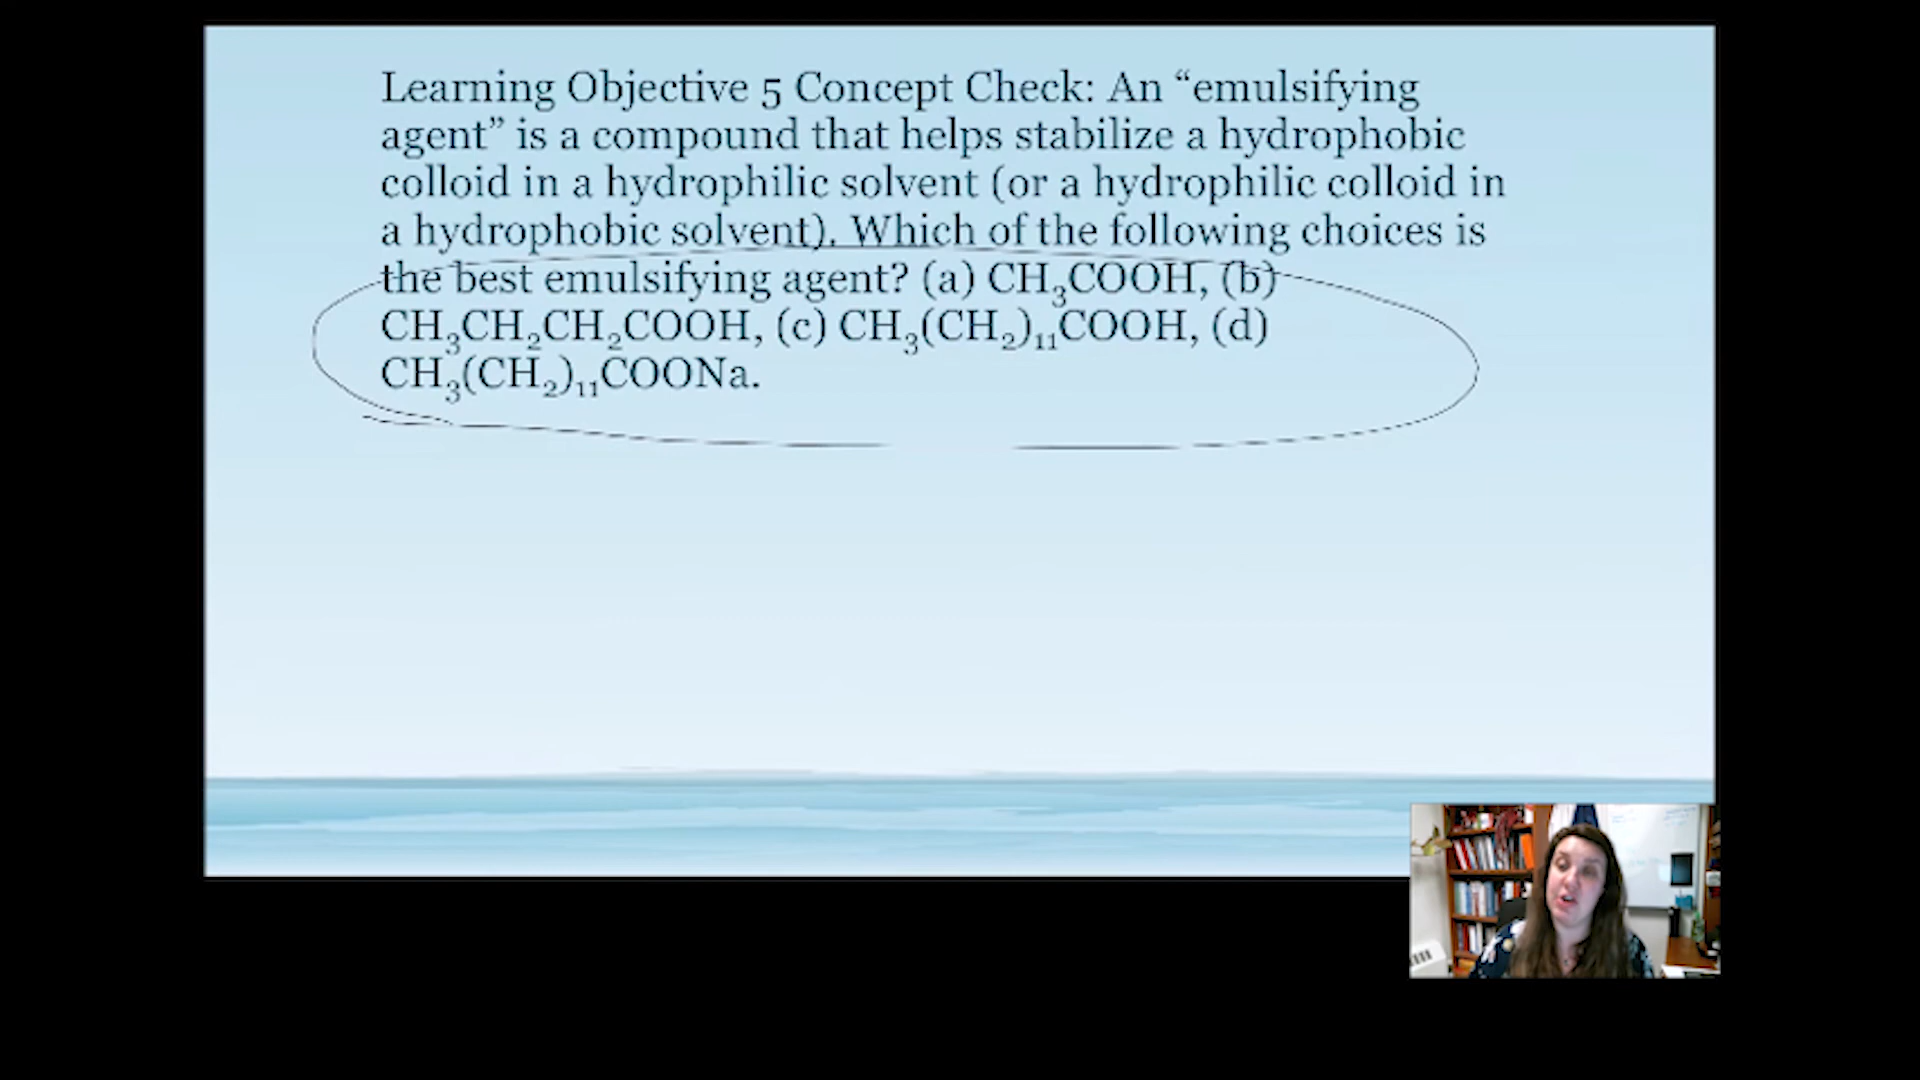 Learning Objective 5 Concept Check: An “emulsifying
agent” is a compound that helps stabilize a hydrophobic
colloid in a hydrophilic solvent (or a hydrophilic colloid in
a hydrophobic solvent). Which of the following choices is
the best emulsifying agent? (a) CH₃COOH, (b)
CH₃CH₂CH₂COOH, (c) CH₃(CH₂)₁₁COOH, (d)
CH₃(CH₂)₁₁COONa.